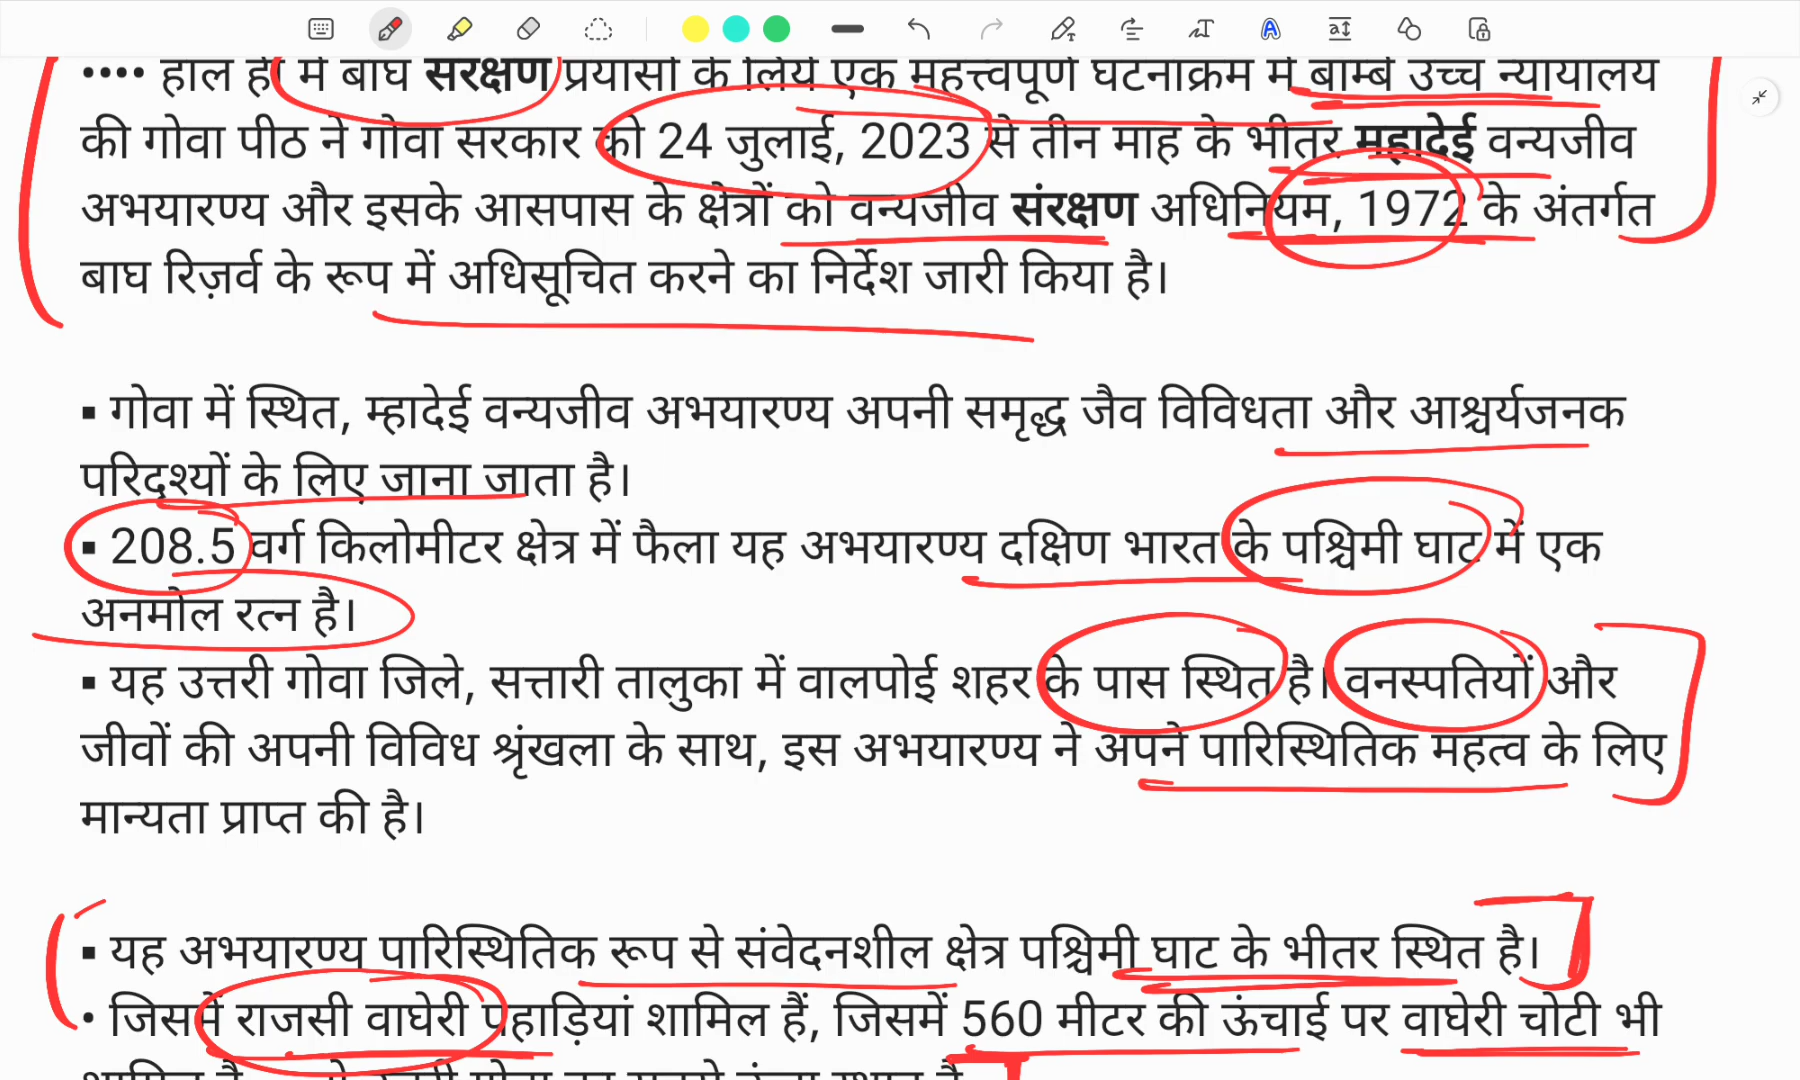 •••• हाल ही में बाघ संरक्षण प्रयासों के लिये एक महत्त्वपूर्ण घटनाक्रम में बाम्बे उच्च न्यायालय
की गोवा पीठ ने गोवा सरकार को 24 जुलाई, 2023 से तीन माह के भीतर महादेई वन्यजीव
अभयारण्य और इसके आसपास के क्षेत्रों को वन्यजीव संरक्षण अधिनियम, 1972 के अंतर्गत
बाघ रिज़र्व के रूप में अधिसूचित करने का निर्देश जारी किया है।
▪ गोवा में स्थित, म्हादेई वन्यजीव अभयारण्य अपनी समृद्ध जैव विविधता और आश्चर्यजनक
परिदृश्यों के लिए जाना जाता है।
▪ 208.5 वर्ग किलोमीटर क्षेत्र में फैला यह अभयारण्य दक्षिण भारत के पश्चिमी घाट में एक
अनमोल रत्न है।
▪ यह उत्तरी गोवा जिले, सत्तारी तालुका में वालपोई शहर के पास स्थित है। वनस्पतियों और
जीवों की अपनी विविध श्रृंखला के साथ, इस अभयारण्य ने अपने पारिस्थितिक महत्व के लिए
मान्यता प्राप्त की है।
▪ यह अभयारण्य पारिस्थितिक रूप से संवेदनशील क्षेत्र पश्चिमी घाट के भीतर स्थित है।
• जिसमें राजसी वाघेरी पहाड़ियां शामिल हैं, जिसमें 560 मीटर की ऊंचाई पर वाघेरी चोटी भी